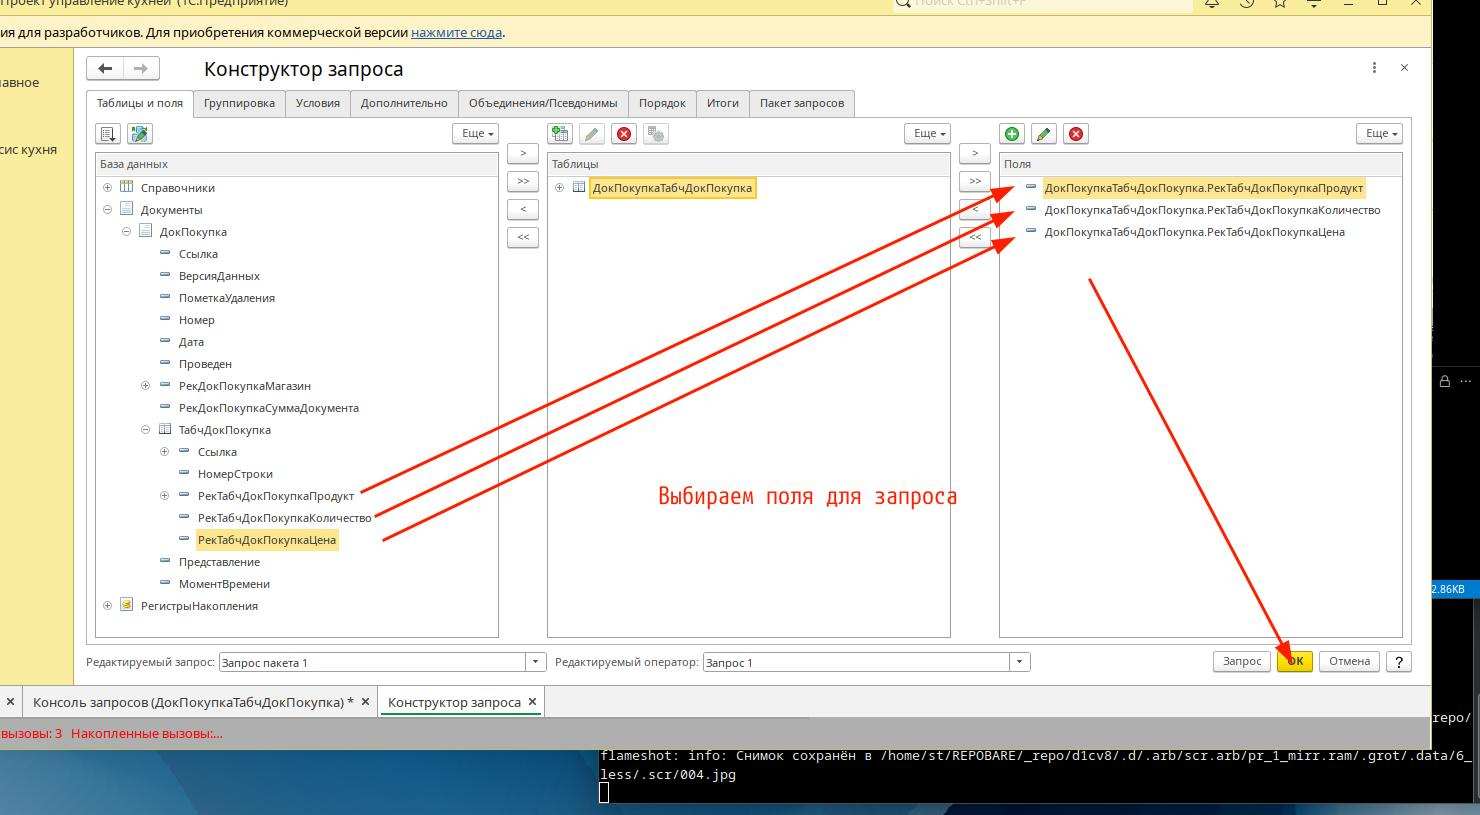 Проект управление кухней (1С:Предприятие)
Поиск Ctrl+Shift+F
ия для разработчиков. Для приобретения коммерческой версии нажмите сюда.
лавное
сис кухня
Конструктор запроса
Таблицы и поля Группировка Условия Дополнительно Объединения/Псевдонимы Порядок Итоги Пакет запросов
Еще
Еще
Еще
База данных
Справочники
Документы
ДокПокупка
Ссылка
ВерсияДанных
ПометкаУдаления
Номер
Дата
Проведен
РекДокПокупкаМагазин
РекДокПокупкаСуммаДокумента
ТабчДокПокупка
Ссылка
НомерСтроки
РекТабчДокПокупкаПродукт
РекТабчДокПокупкаКоличество
РекТабчДокПокупкаЦена
Представление
МоментВремени
РегистрыНакопления
>
>>
<
<<
Таблицы
ДокПокупкаТабчДокПокупка
>
>>
<
<<
Поля
ДокПокупкаТабчДокПокупка.РекТабчДокПокупкаПродукт
ДокПокупкаТабчДокПокупка.РекТабчДокПокупкаКоличество
ДокПокупкаТабчДокПокупка.РекТабчДокПокупкаЦена
Выбираем поля для запроса
Редактируемый запрос: Запрос пакета 1 Редактируемый оператор: Запрос 1
Запрос OK Отмена ?
Консоль запросов (ДокПокупкаТабчДокПокупка) * Конструктор запроса
вызовы: 3 Накопленные вызовы:...
2.86KB
repo/
flameshot: info: Снимок сохранён в /home/st/REPOBARE/_repo/d1cv8/.d/.arb/scr.arb/pr_1_mirr.ram/.grot/.data/6_
less/.scr/004.jpg